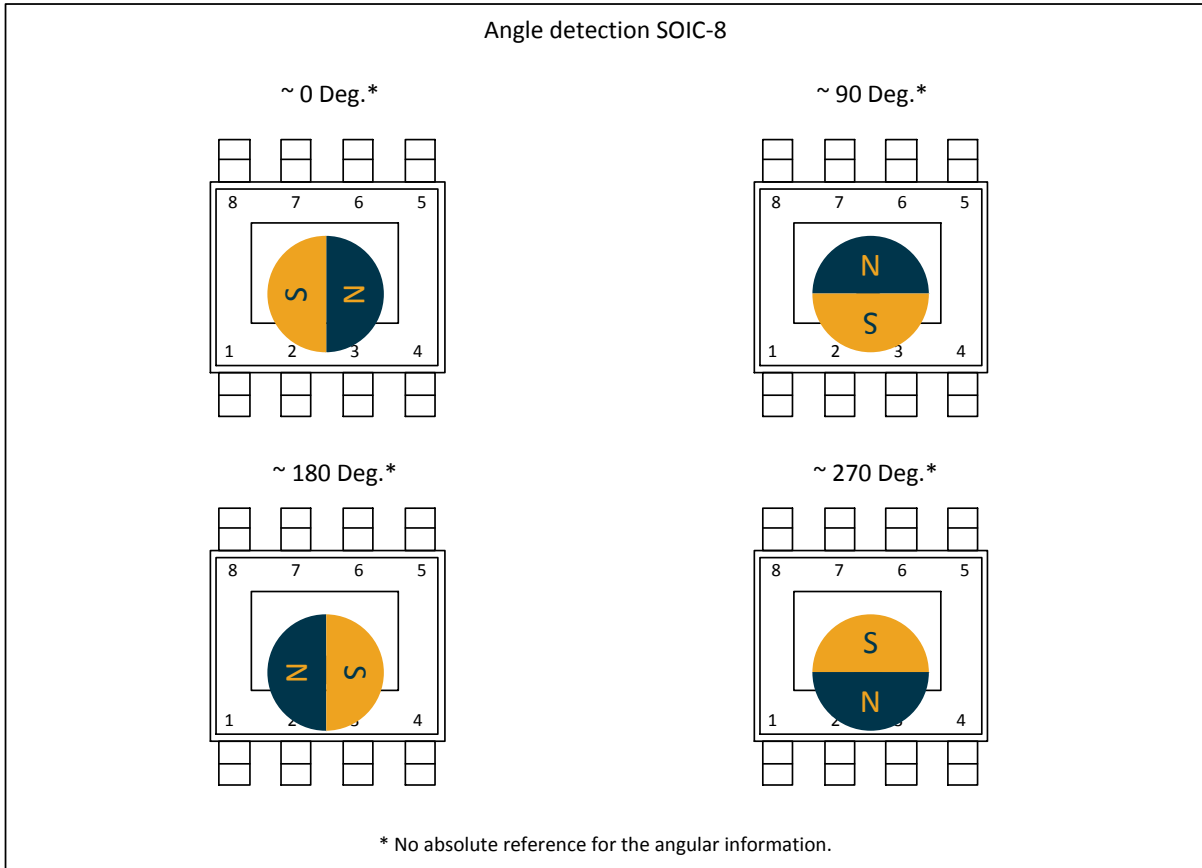 Angle detection SOIC-8
~ 0 Deg.*
~ 90 Deg.*
8 7 6 5
8 7 6 5
S N
N
S
1 2 3 4
1 2 3 4
~ 180 Deg.*
~ 270 Deg.*
8 7 6 5
8 7 6 5
N S
S
N
1 2 3 4
1 2 3 4
* No absolute reference for the angular information.